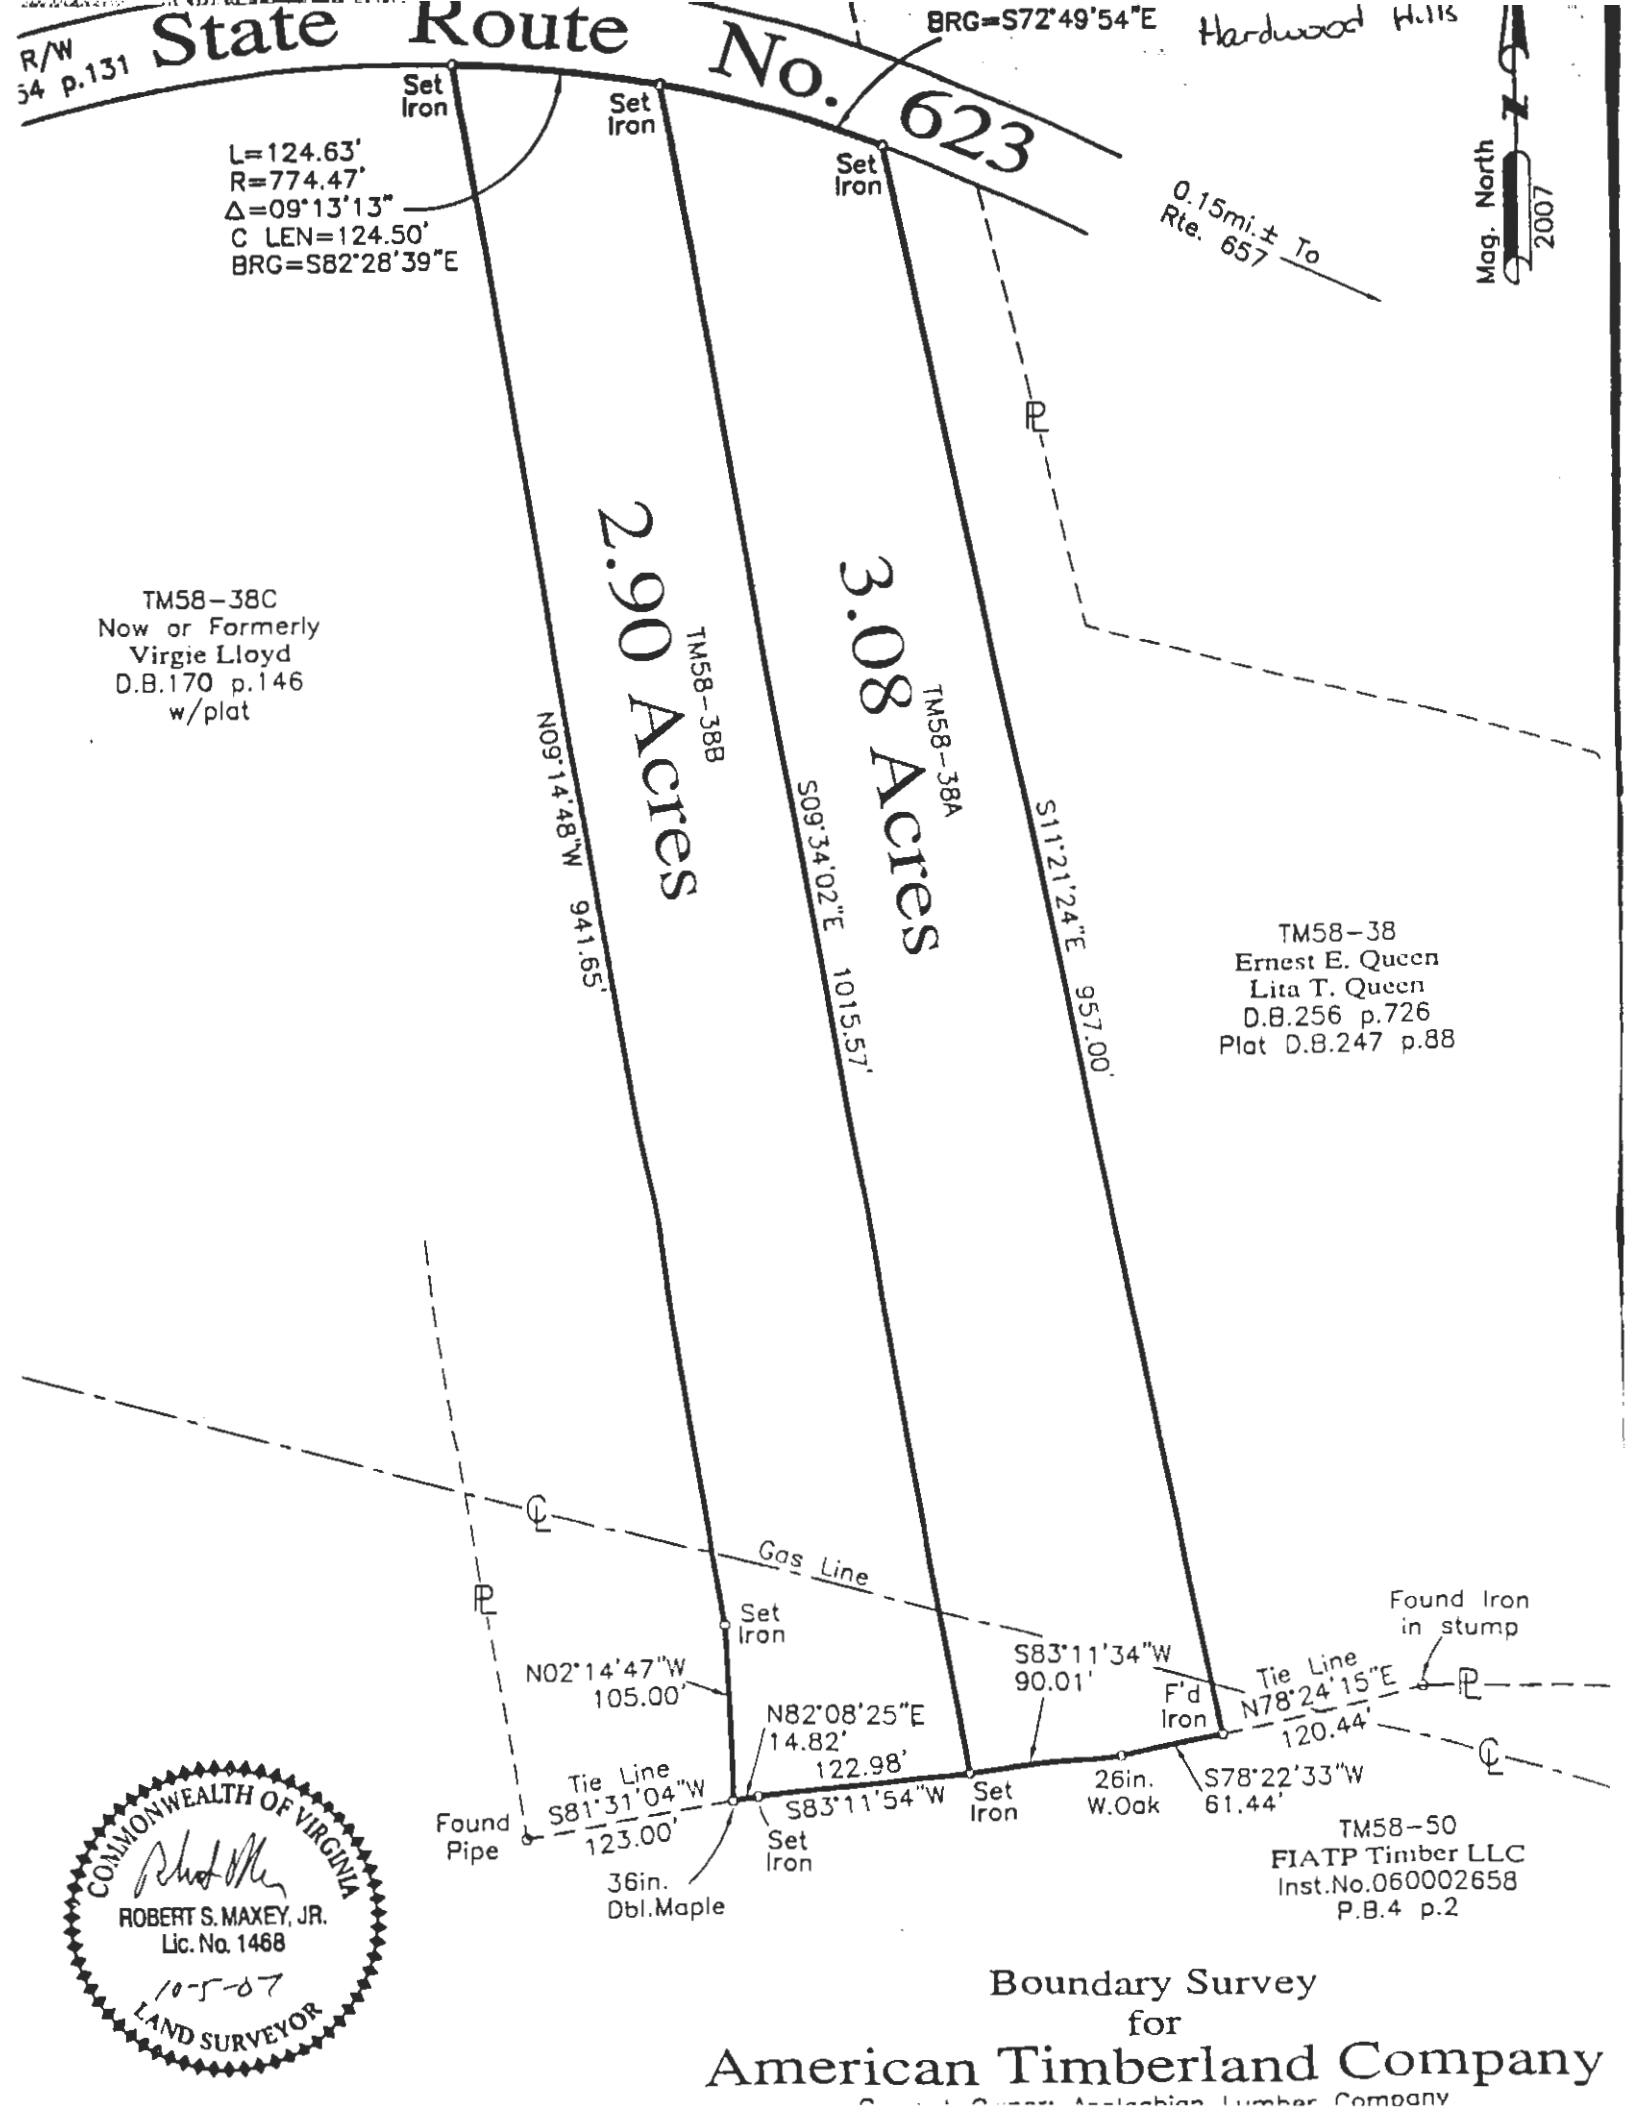 R/W
54 p.131
State Route No. 623
BRG=S72°49'54"E
Hardwood Hills
Set
Iron
Set
Iron
Set
Iron
L=124.63'
R=774.47'
Δ=09°13'13"
C LEN=124.50'
BRG=S82°28'39"E
0.15mi.± To
Rte. 657
Mag. North
2007
N
PL
2.90 Acres
TM58-38B
3.08 Acres
TM58-38A
TM58-38C
Now or Formerly
Virgie Lloyd
D.B.170 p.146
w/plat
N09°14'48"W 941.65'
S09°34'02"E 1015.57'
S11°21'24"E 957.00'
TM58-38
Ernest E. Queen
Lita T. Queen
D.B.256 p.726
Plat D.B.247 p.88
CL
Gas Line
PL
Set
Iron
N02°14'47"W
105.00'
N82°08'25"E
14.82'
122.98'
S83°11'54"W
S83°11'34"W
90.01'
F'd
Iron
Tie Line
N78°24'15"E
120.44'
Found Iron
in stump
PL
CL
Tie Line
S81°31'04"W
123.00'
Found
Pipe
36in.
Dbl.Maple
Set
Iron
Set
Iron
26in.
W.Oak
S78°22'33"W
61.44'
TM58-50
FIATP Timber LLC
Inst.No.060002658
P.B.4 p.2
COMMONWEALTH OF VIRGINIA
ROBERT S. MAXEY, JR.
Lic. No. 1468
10-5-07
LAND SURVEYOR
Boundary Survey
for
American Timberland Company
Appalachian Lumber Company